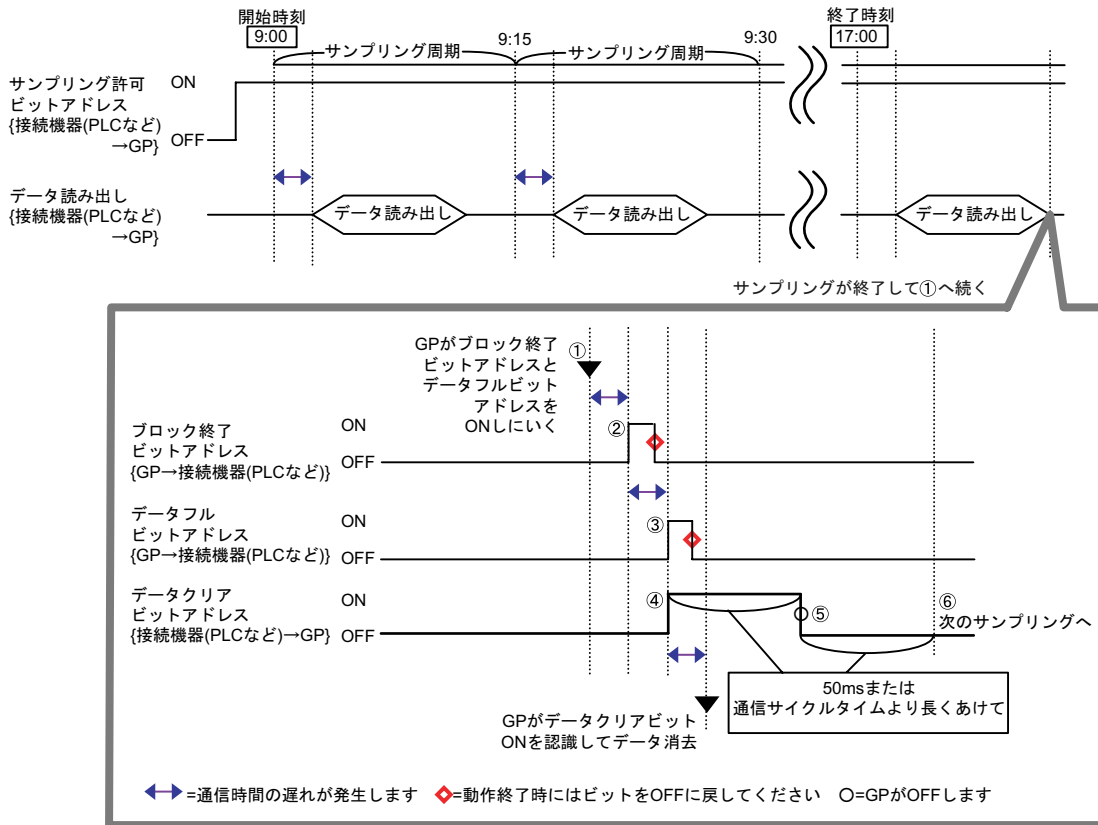 開始時刻
9:00
終了時刻
17:00
サンプリング周期
9:15
サンプリング周期
9:30
サンプリング許可
ビットアドレス
{接続機器(PLCなど)
→GP}
ON
OFF
データ読み出し
{接続機器(PLCなど)
→GP}
データ読み出し
データ読み出し
データ読み出し
サンプリングが終了して①へ続く
GPがブロック終了
ビットアドレスと
データフルビット
アドレスを
ONしにいく
①
ブロック終了
ビットアドレス
{GP→接続機器(PLCなど)}
ON
OFF
②
データフル
ビットアドレス
{GP→接続機器(PLCなど)}
ON
OFF
③
データクリア
ビットアドレス
{接続機器(PLCなど)→GP}
ON
OFF
④
⑤
⑥
次のサンプリングへ
50msまたは
通信サイクルタイムより長くあけて
GPがデータクリアビット
ONを認識してデータ消去
=通信時間の遅れが発生します
=動作終了時にはビットをOFFに戻してください
=GPがOFFします